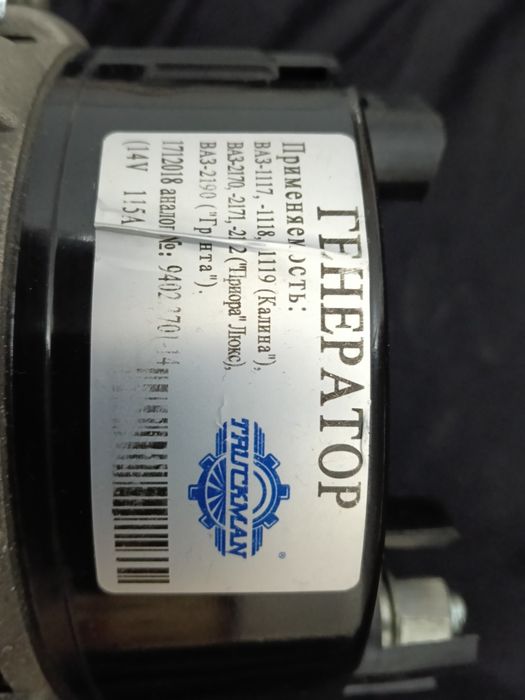 ГЕНЕРАТОР
Применяемость:
ВАЗ-1117, -1118, -1119 (Калина"),
ВАЗ-2170, -2171, -2172 ("Приора" Люкс),
ВАЗ-2190 ("Гранта").
1712018 аналог №: 9402 3701-14
(14V 115A
TRUCKMAN
®